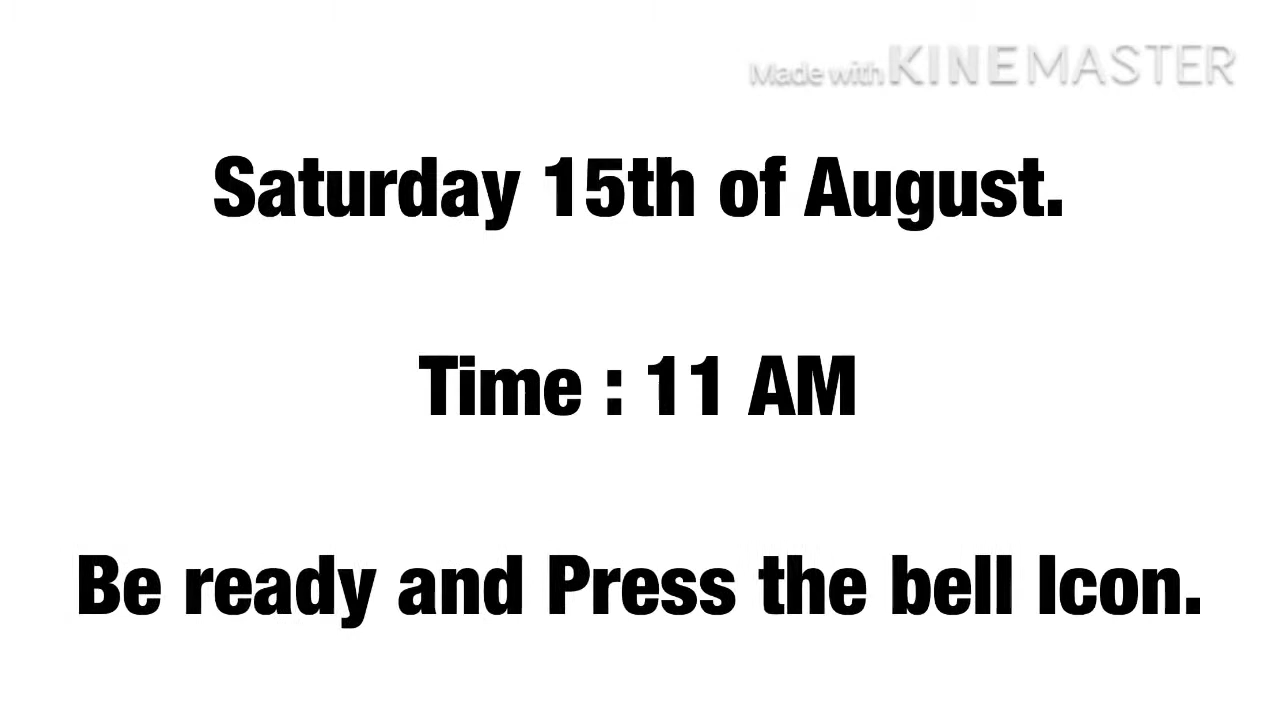 Made with KINEMASTER
Saturday 15th of August.
Time : 11 AM
Be ready and Press the bell Icon.